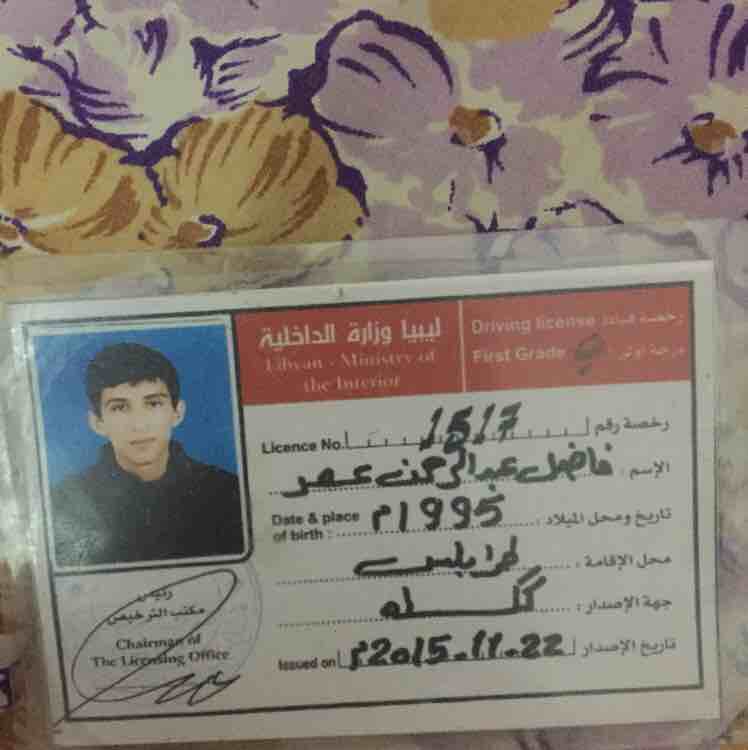 ليبيا وزارة الداخلية
Libyan - Ministry of
the Interior
Driving license رخصة قيادة
First Grade درجة أولى
Licence No. 1517 رخصة رقم
الإسم : فاضل عبدالرحمن عمر
Date & place of birth : 1995م تاريخ ومحل الميلاد :
محل الإقامة : طرابلس
جهة الإصدار : ككله
Issued on 2015.11.22م تاريخ الإصدار
رئيس
مكتب الترخيص
Chairman of
The Licensing Office